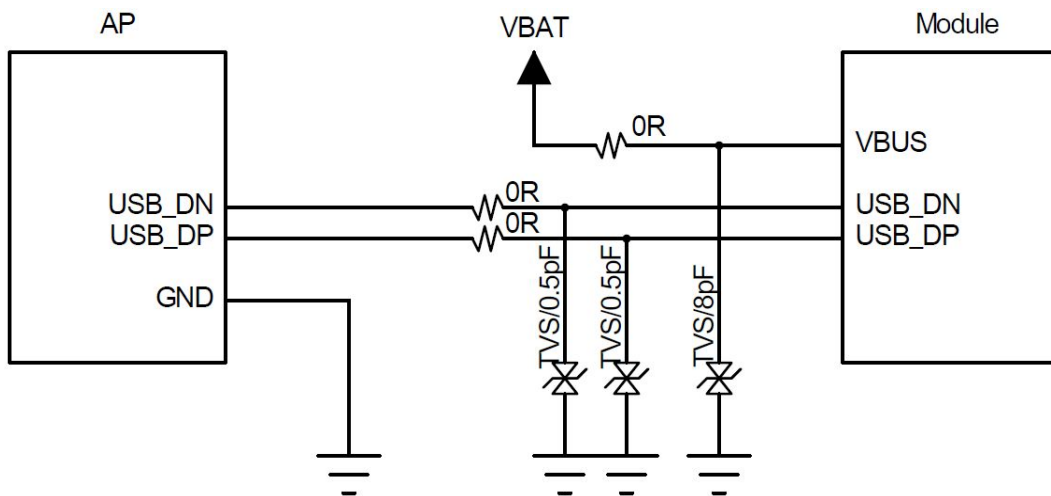 AP
VBAT
Module
0R
VBUS
USB_DN
0R
USB_DN
USB_DP
0R
USB_DP
GND
TVS/0.5pF
TVS/0.5pF
TVS/8pF